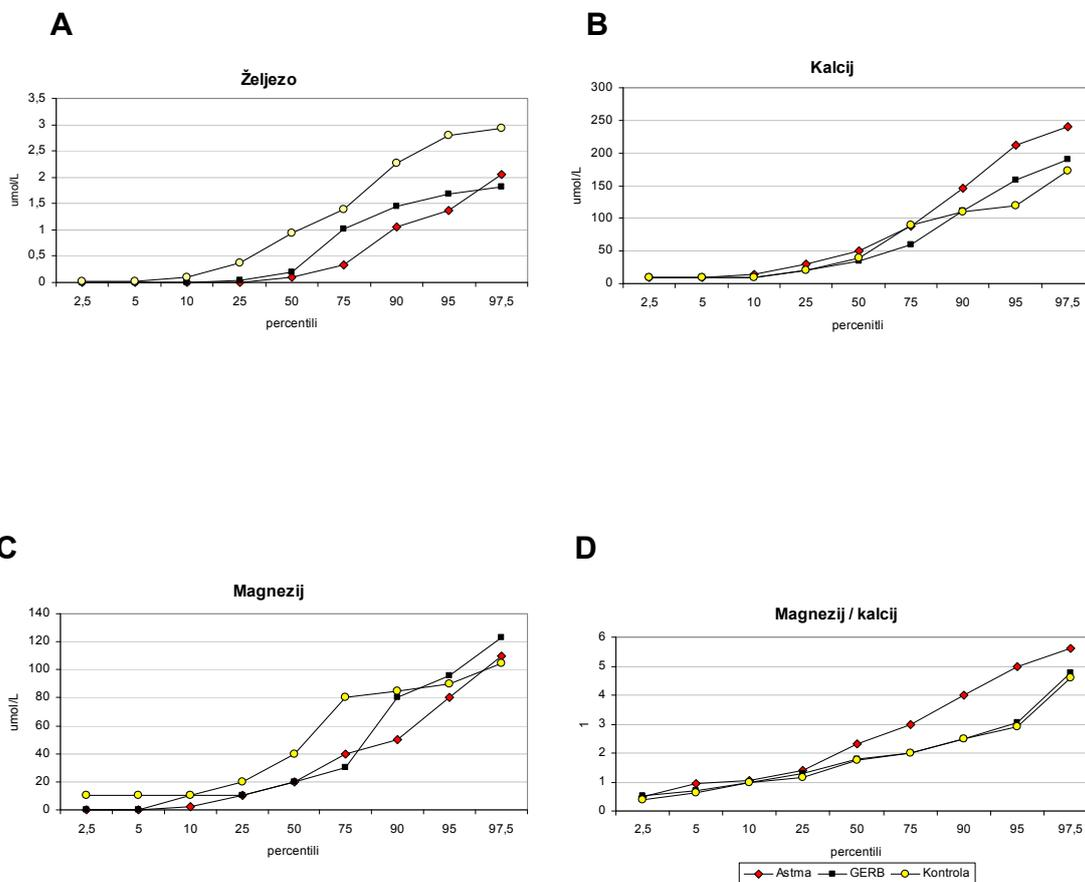 A
Željezo
3,5
3
2,5
2
1,5
1
0,5
0
umol/L
2,5 5 10 25 50 75 90 95 97,5
percentili
B
Kalcij
300
250
200
150
100
50
0
umol/L
2,5 5 10 25 50 75 90 95 97,5
percenitli
C
Magnezij
140
120
100
80
60
40
20
0
umol/L
2,5 5 10 25 50 75 90 95 97,5
percentili
D
Magnezij / kalcij
6
5
4
3
2
1
0
1
2,5 5 10 25 50 75 90 95 97,5
percentili
Astma GERB Kontrola